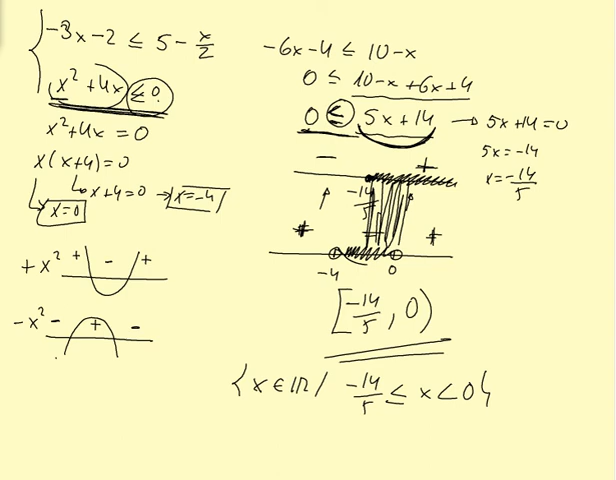 -3x-2 ≤ 5 - x/2
x² + 4x ≤ 0
x² + 4x = 0
x(x+4) = 0
x+4=0 → x=-4
x=0
+x² + - +
-x² - + -
-6x-4 ≤ 10-x
0 ≤ 10-x+6x+4
0 ≤ 5x+14 → 5x+14=0
5x=-14
x=-14/5
- +
-14/5
+ - +
-4 0
[-14/5, 0)
{x ∈ ℝ / -14/5 ≤ x < 0}